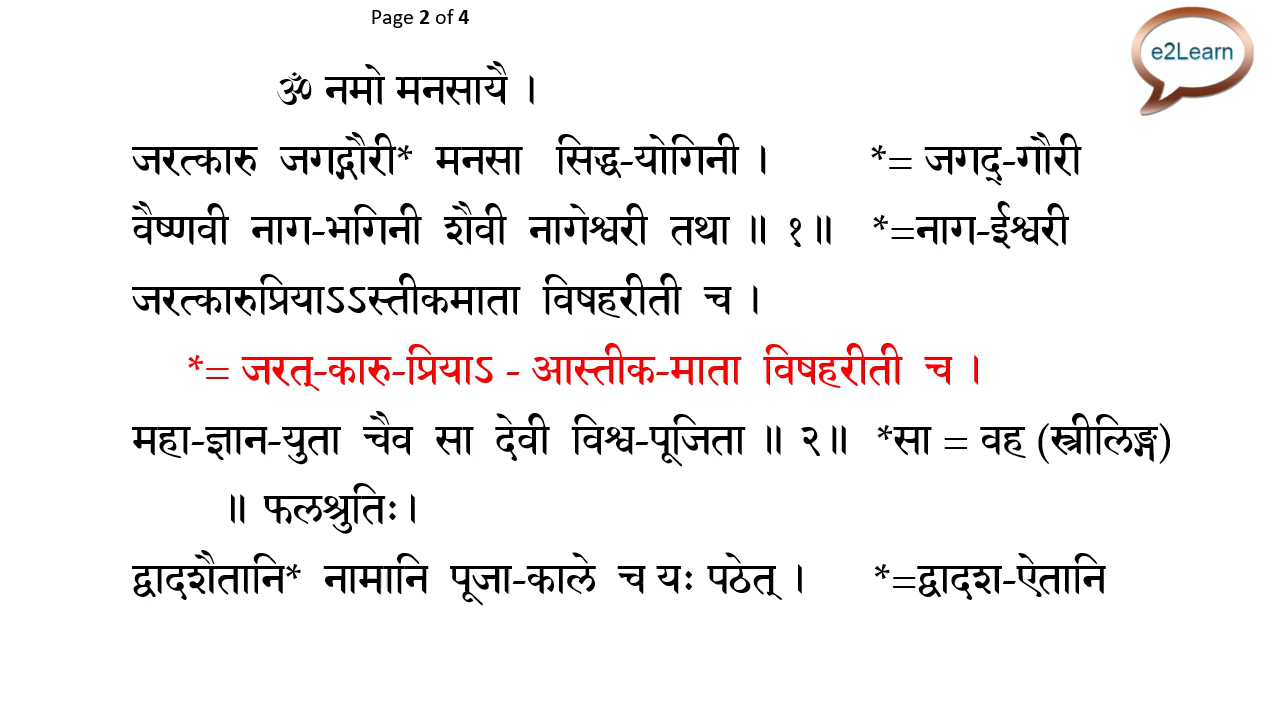 Page 2 of 4
e2Learn
ॐ नमो मनसायै ।
जरत्कारु जगद्गौरी* मनसा सिद्ध-योगिनी । *= जगद्-गौरी
वैष्णवी नाग-भगिनी शैवी नागेश्वरी तथा ॥ १॥ *=नाग-ईश्वरी
जरत्कारुप्रियाऽऽस्तीकमाता विषहरीती च ।
*= जरत्-कारु-प्रियाऽ - आस्तीक-माता विषहरीती च ।
महा-ज्ञान-युता चैव सा देवी विश्व-पूजिता ॥ २॥ *सा = वह (स्त्रीलिङ्ग)
॥ फलश्रुतिः ।
द्वादशैतानि* नामानि पूजा-काले च यः पठेत् । *=द्वादश-ऐतानि